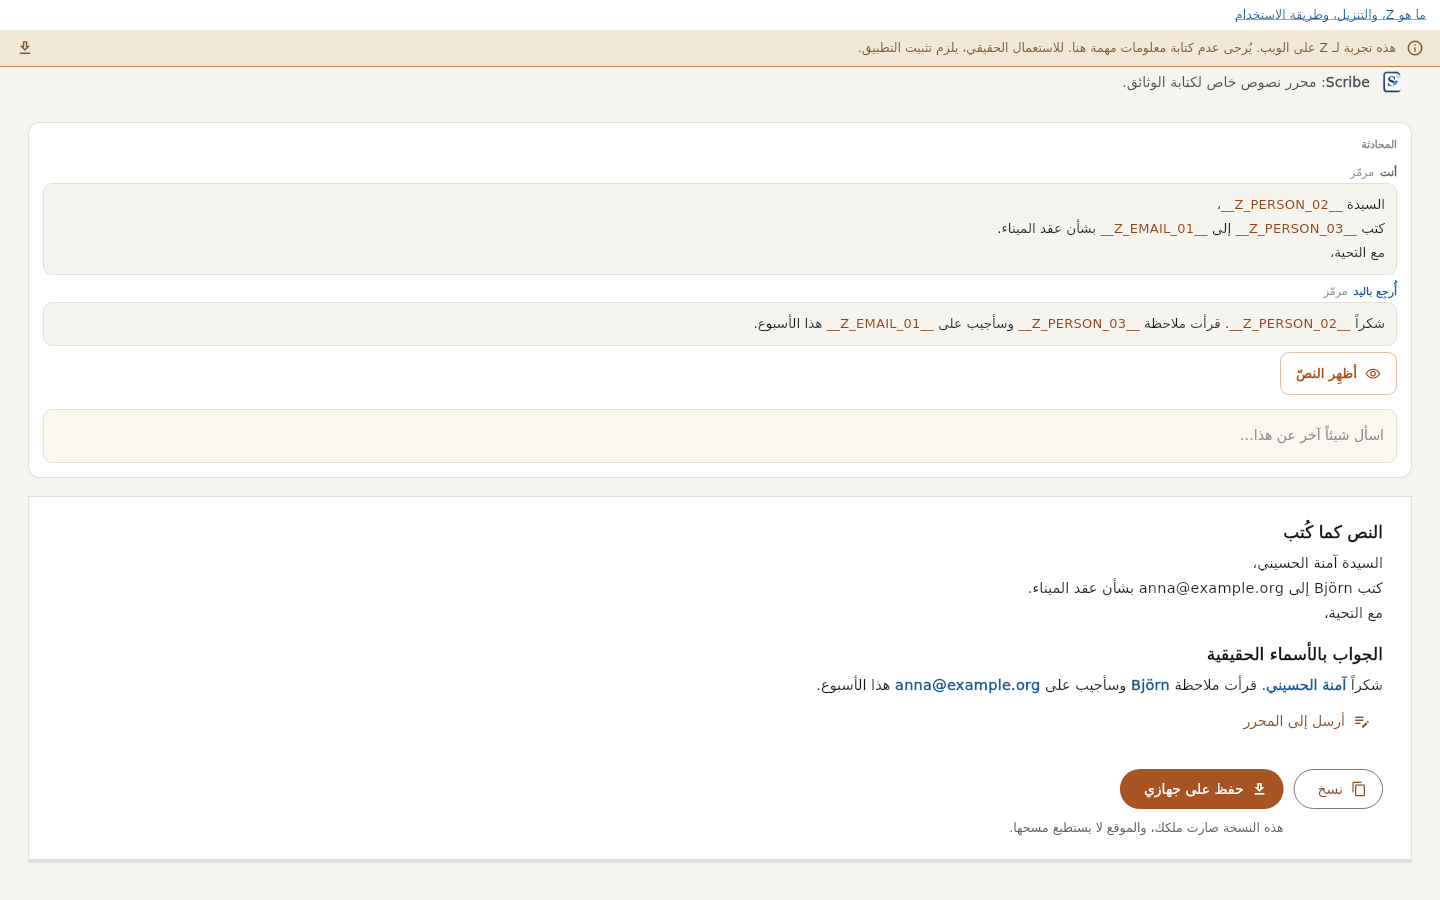 ما هو Z، والتنزيل، وطريقة الاستخدام
هذه تجربة لـ Z على الويب. يُرجى عدم كتابة معلومات مهمة هنا. للاستعمال الحقيقي، يلزم تثبيت التطبيق.
Scribe: محرر نصوص خاص لكتابة الوثائق.
المحادثة
أنت مرمّز
السيدة __Z_PERSON_02__،
كتب __Z_PERSON_03__ إلى __Z_EMAIL_01__ بشأن عقد الميناء.
مع التحية،
أُرجِع باليد مرمّز
شكراً __Z_PERSON_02__. قرأت ملاحظة __Z_PERSON_03__ وسأجيب على __Z_EMAIL_01__ هذا الأسبوع.
أظهِر النصّ
اسأل شيئاً آخر عن هذا...
النص كما كُتب
السيدة آمنة الحسيني،
كتب Björn إلى anna@example.org بشأن عقد الميناء.
مع التحية،
الجواب بالأسماء الحقيقية
شكراً آمنة الحسيني. قرأت ملاحظة Björn وسأجيب على anna@example.org هذا الأسبوع.
أرسل إلى المحرر
نسخ
حفظ على جهازي
هذه النسخة صارت ملكك، والموقع لا يستطيع مسحها.